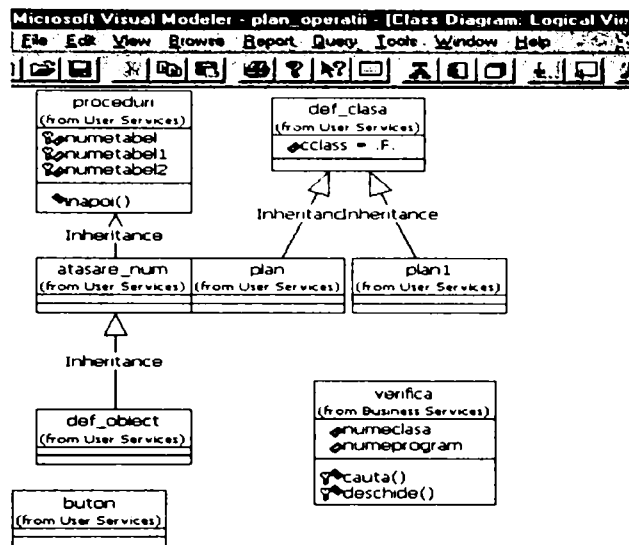 Microsoft Visual Modeler - plan_operatii - [Class Diagram: Logical Vie
File Edit View Browse Report Query Tools Window Help
proceduri
(from User Services)
numetabel
numetabel1
numetabel2
inapoi()
def_clasa
(from User Services)
cclass = .F.
Inheritance
InheritancInheritance
atasare_num
(from User Services)
plan
(from User Services)
plan1
(from User Services)
Inheritance
def_obiect
(from User Services)
verifica
(from Business Services)
numeclasa
numeprogram
cauta()
deschide()
buton
(from User Services)